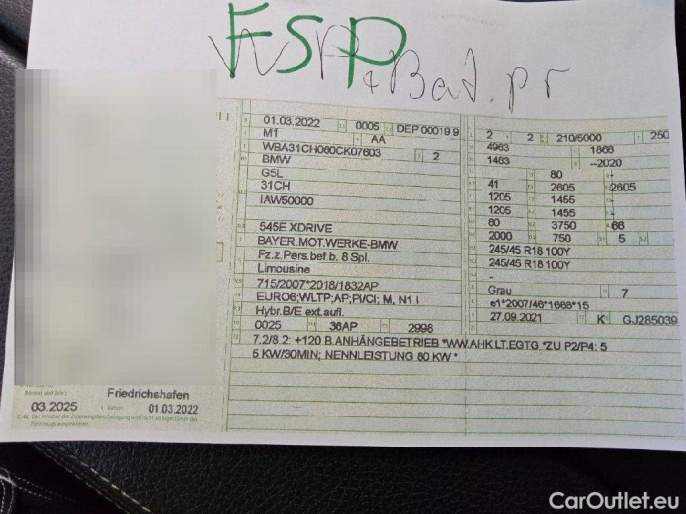 FSP
+ Bat. pr
01.03.2022 0005 DEP 00019 9
M1 AA
WBA31CH060CK07603 2
BMW
G5L
31CH
IAW50000
545E XDRIVE
BAYER.MOT.WERKE-BMW
Fz.z.Pers.bef.b. 8 Spl.
Limousine
715/2007*2018/1832AP
EURO6;WLTP;AP;PI/CI; M, N1 I
Hybr.B/E ext.aufl.
0025 36AP 2998
2 2 210/5000 250
4963 1868
1483 --2020
80
41 2605 2605
1205 1455
1205 1455
80 3750 66
2000 750 5
245/45 R18 100Y
245/45 R18 100Y
-
Grau 7
e1*2007/46*1688*15
27.09.2021 K GJ285039
7.2/8.2: +120 B.ANHÄNGEBETRIEB *WW.AHK LT.EGTG *ZU P2/P4: 5
5 KW/30MIN; NENNLEISTUNG 80 KW *
Friedrichshafen
03.2025 01.03.2022
CarOutlet.eu